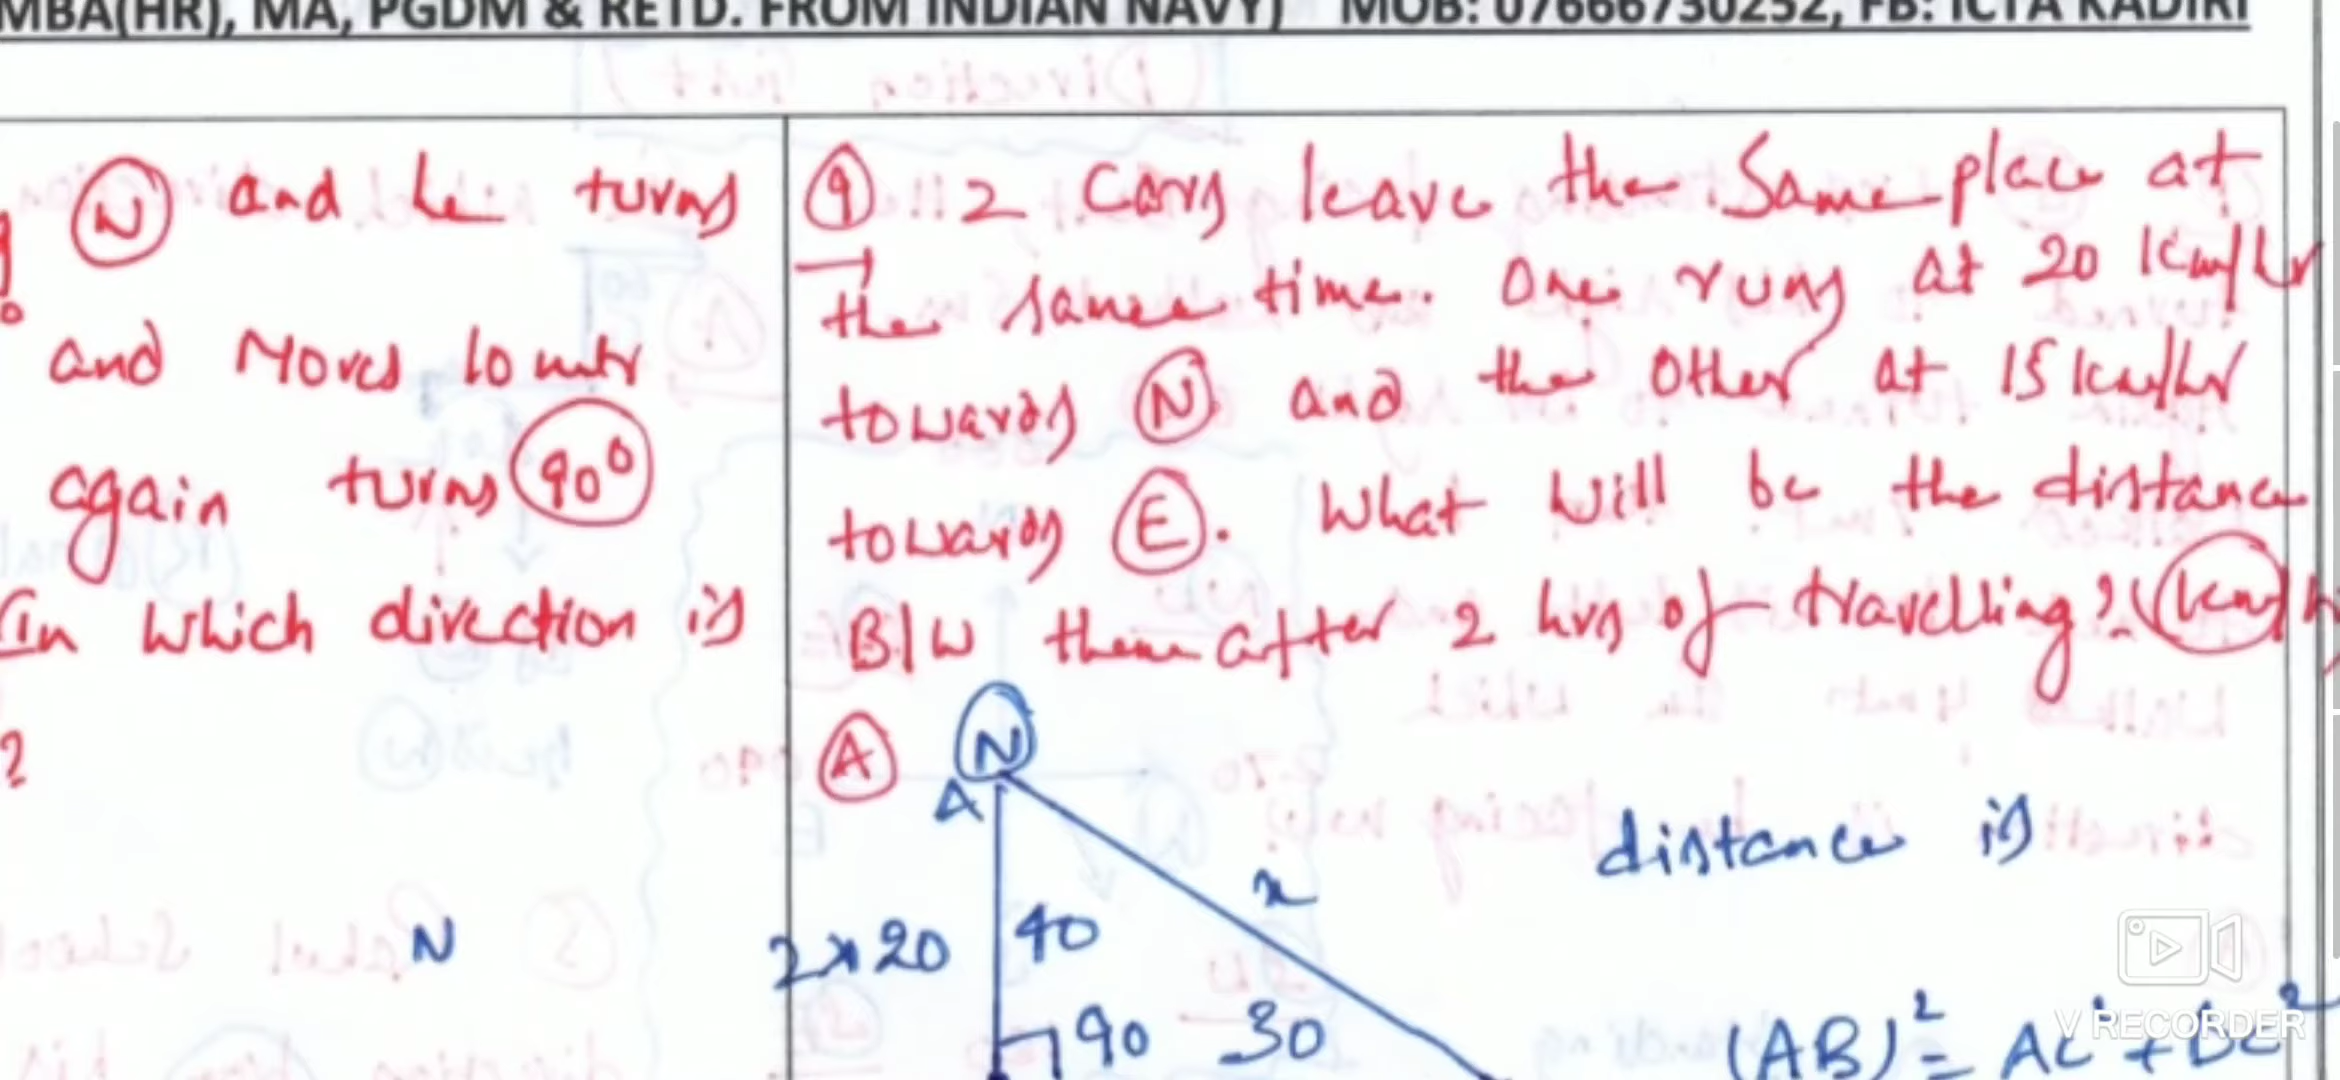 MBA(HR), MA, PGDM & RETD. FROM INDIAN NAVY) MOB: 07666730252, FB: ICTA KADIRI
N and he turns
and Moves 10 mtr
again turns 90°
In which direction is
?
N
9 2 Cars leave the Same place at
the same time. One runs at 20 km/hr
towards N and the other at 15 km/hr
towards E. What will be the distance
B/W them after 2 hrs of travelling? (km/h
A N
A
distance is
x
2×20 40
90 30
(AB)² = AC² + BC²
V RECORDER